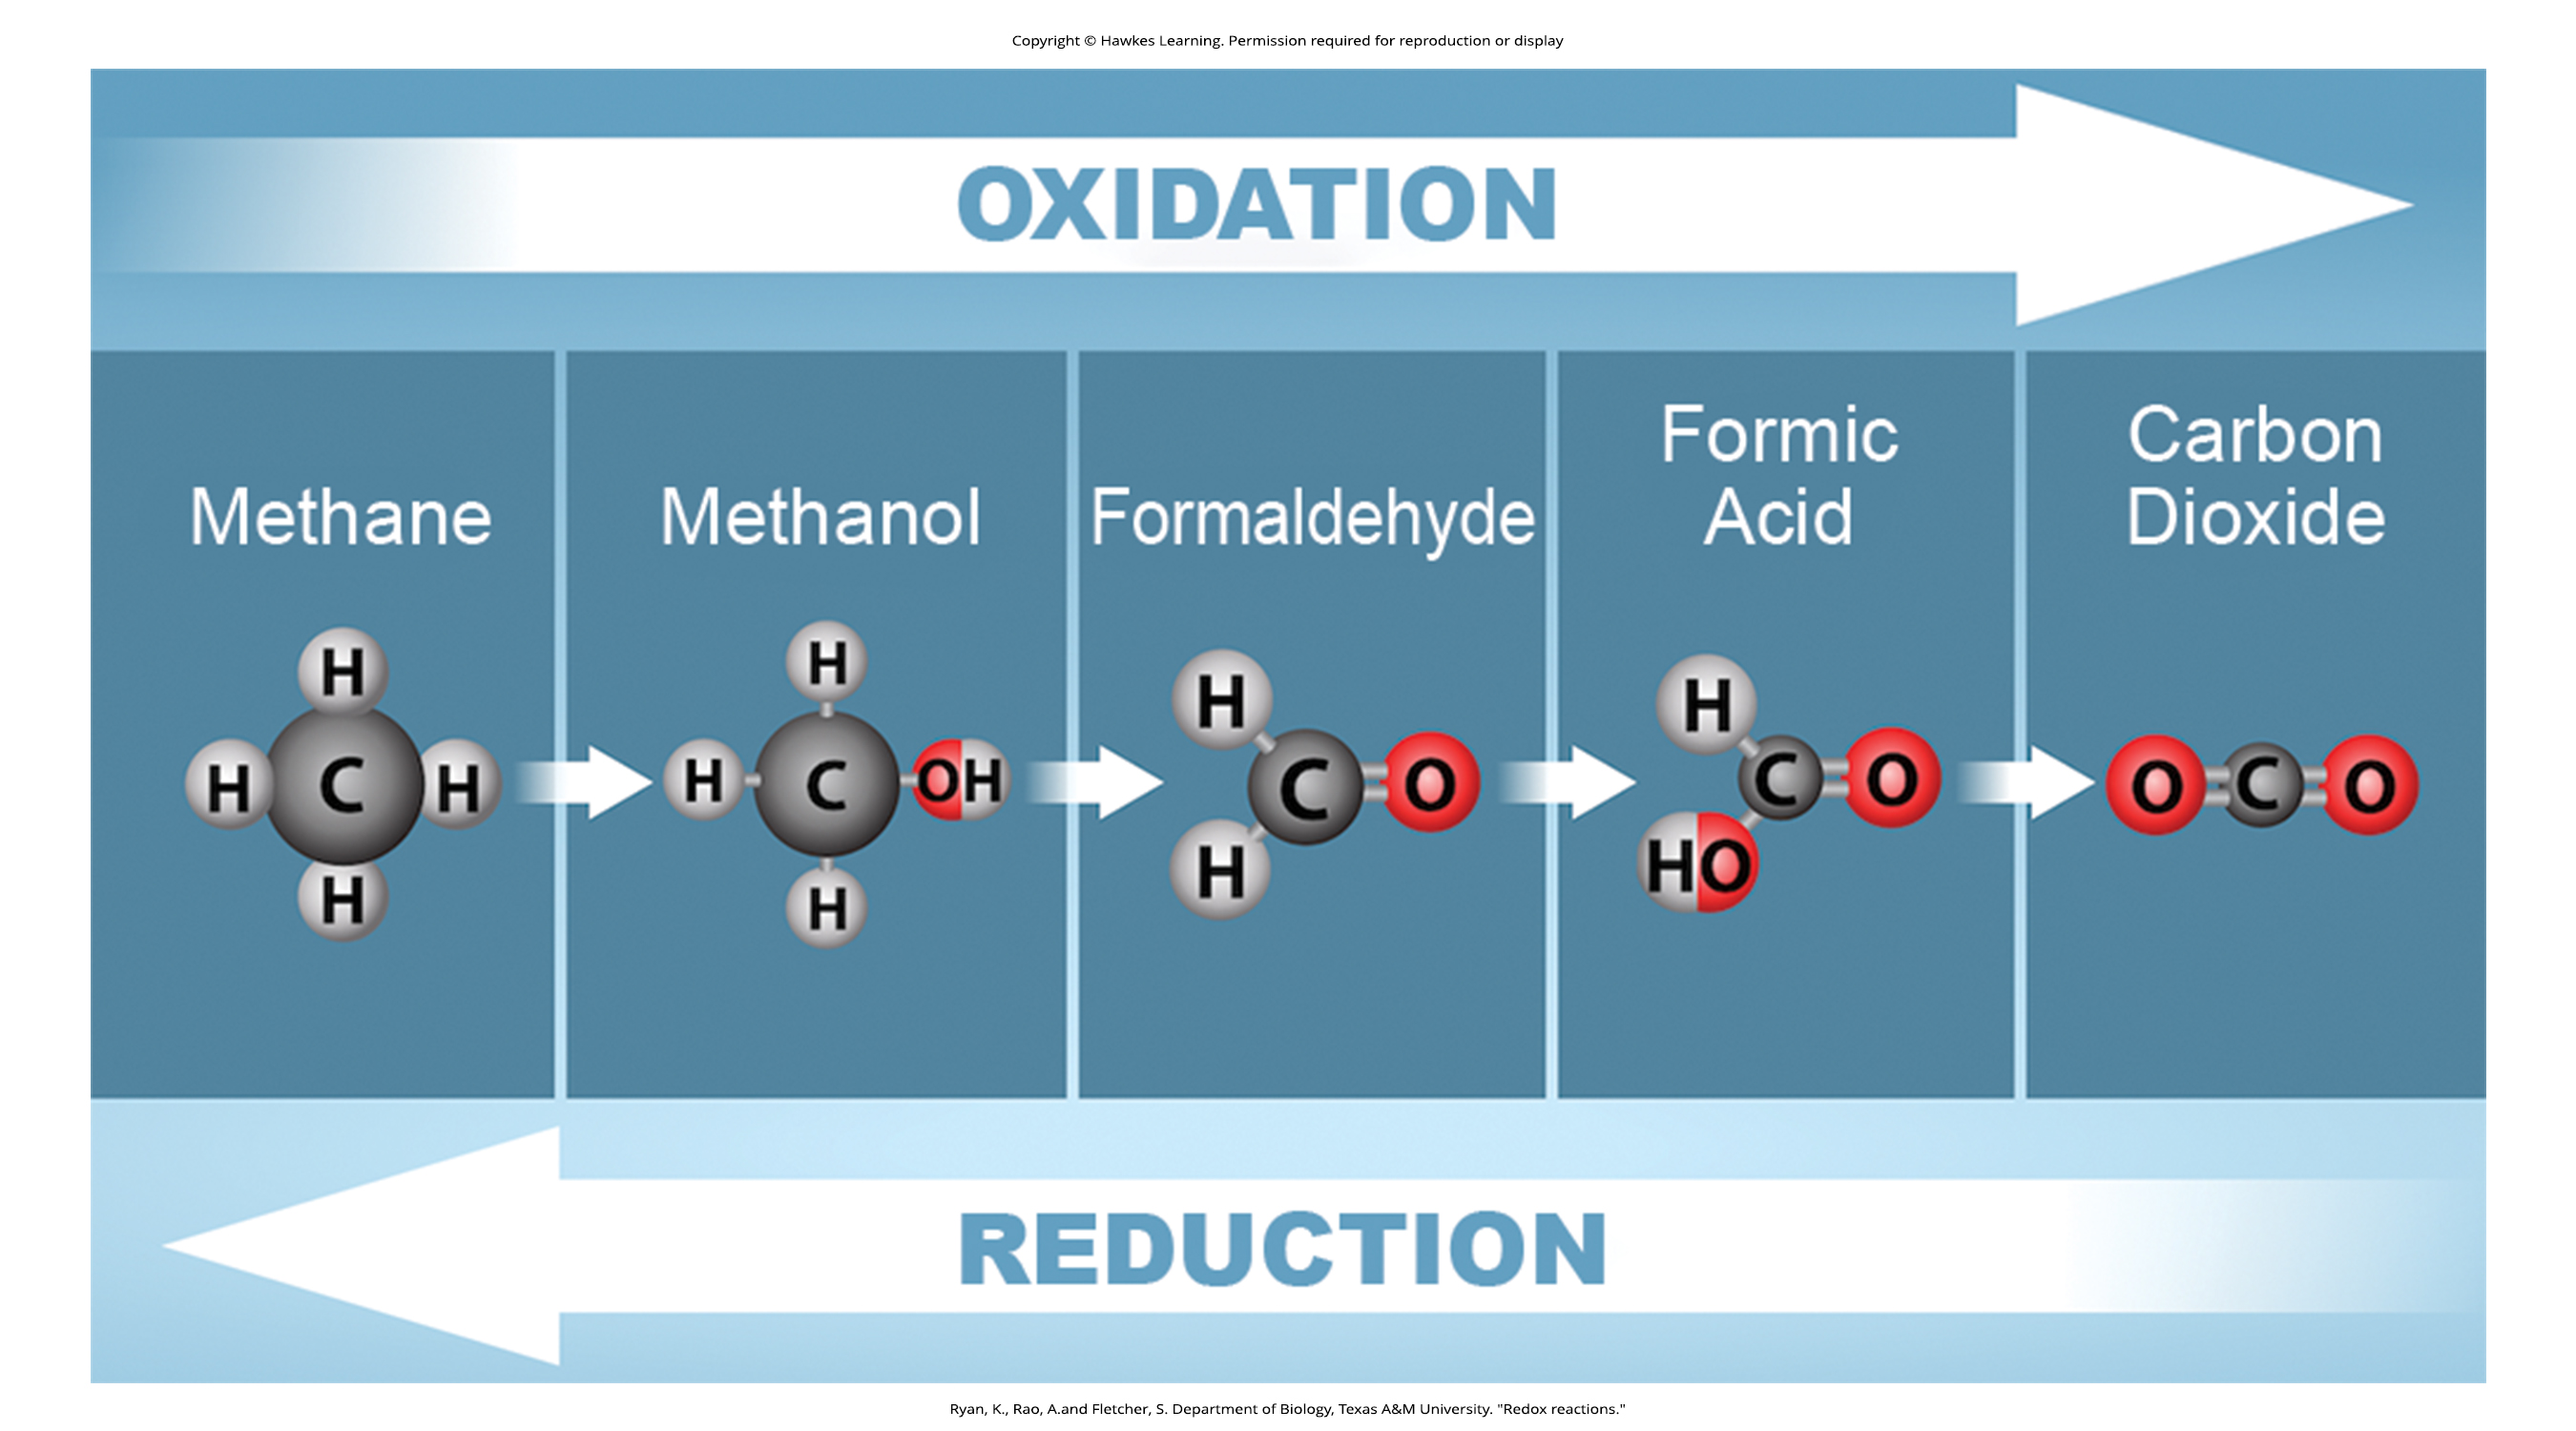 Copyright © Hawkes Learning. Permission required for reproduction or display
OXIDATION
Methane
Methanol
Formaldehyde
Formic
Acid
Carbon
Dioxide
H
H C H
H
H
H C OH
H
H
C O
H
H
C O
HO
O C O
REDUCTION
Ryan, K., Rao, A.and Fletcher, S. Department of Biology, Texas A&M University. "Redox reactions."